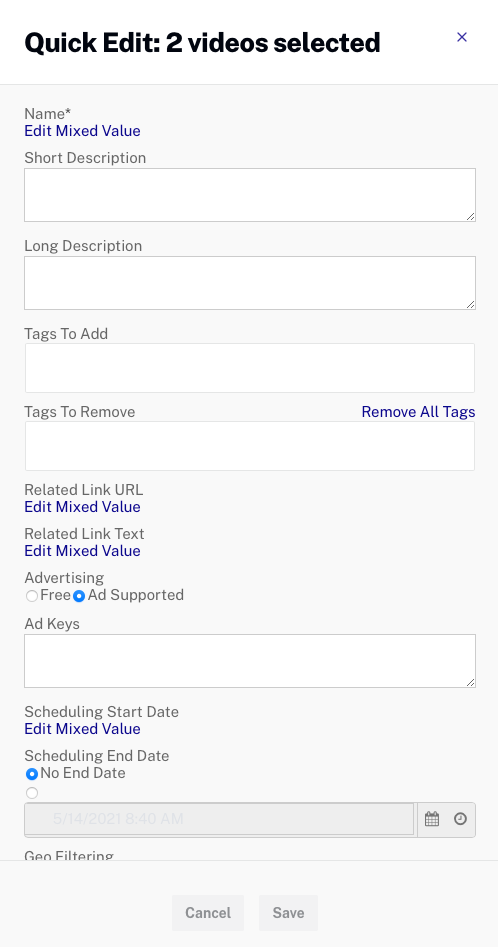 Quick Edit: 2 videos selected
×
Name*
Edit Mixed Value
Short Description
Long Description
Tags To Add
Tags To Remove Remove All Tags
Related Link URL
Edit Mixed Value
Related Link Text
Edit Mixed Value
Advertising
Free Ad Supported
Ad Keys
Scheduling Start Date
Edit Mixed Value
Scheduling End Date
No End Date
5/14/2021 8:40 AM
Geo Filtering
Cancel Save